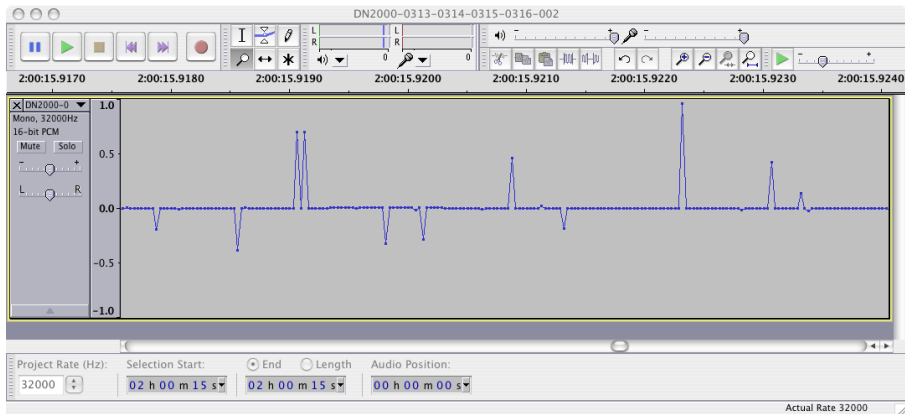 DN2000-0313-0314-0315-0316-002
L
R
0
L
R
0
2:00:15.9170 2:00:15.9180 2:00:15.9190 2:00:15.9200 2:00:15.9210 2:00:15.9220 2:00:15.9230 2:00:15.9240
DN2000-0
Mono, 32000Hz
16-bit PCM
Mute Solo
- +
L R
1.0
0.5
0.0
-0.5
-1.0
Project Rate (Hz): Selection Start: End Length Audio Position:
32000 02 h 00 m 15 s 02 h 00 m 15 s 00 h 00 m 00 s
Actual Rate 32000